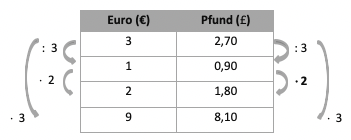 Euro (€) Pfund (£)
3 2,70
: 3 : 3
1 0,90
· 2 · 2
2 1,80
9 8,10
· 3 · 3